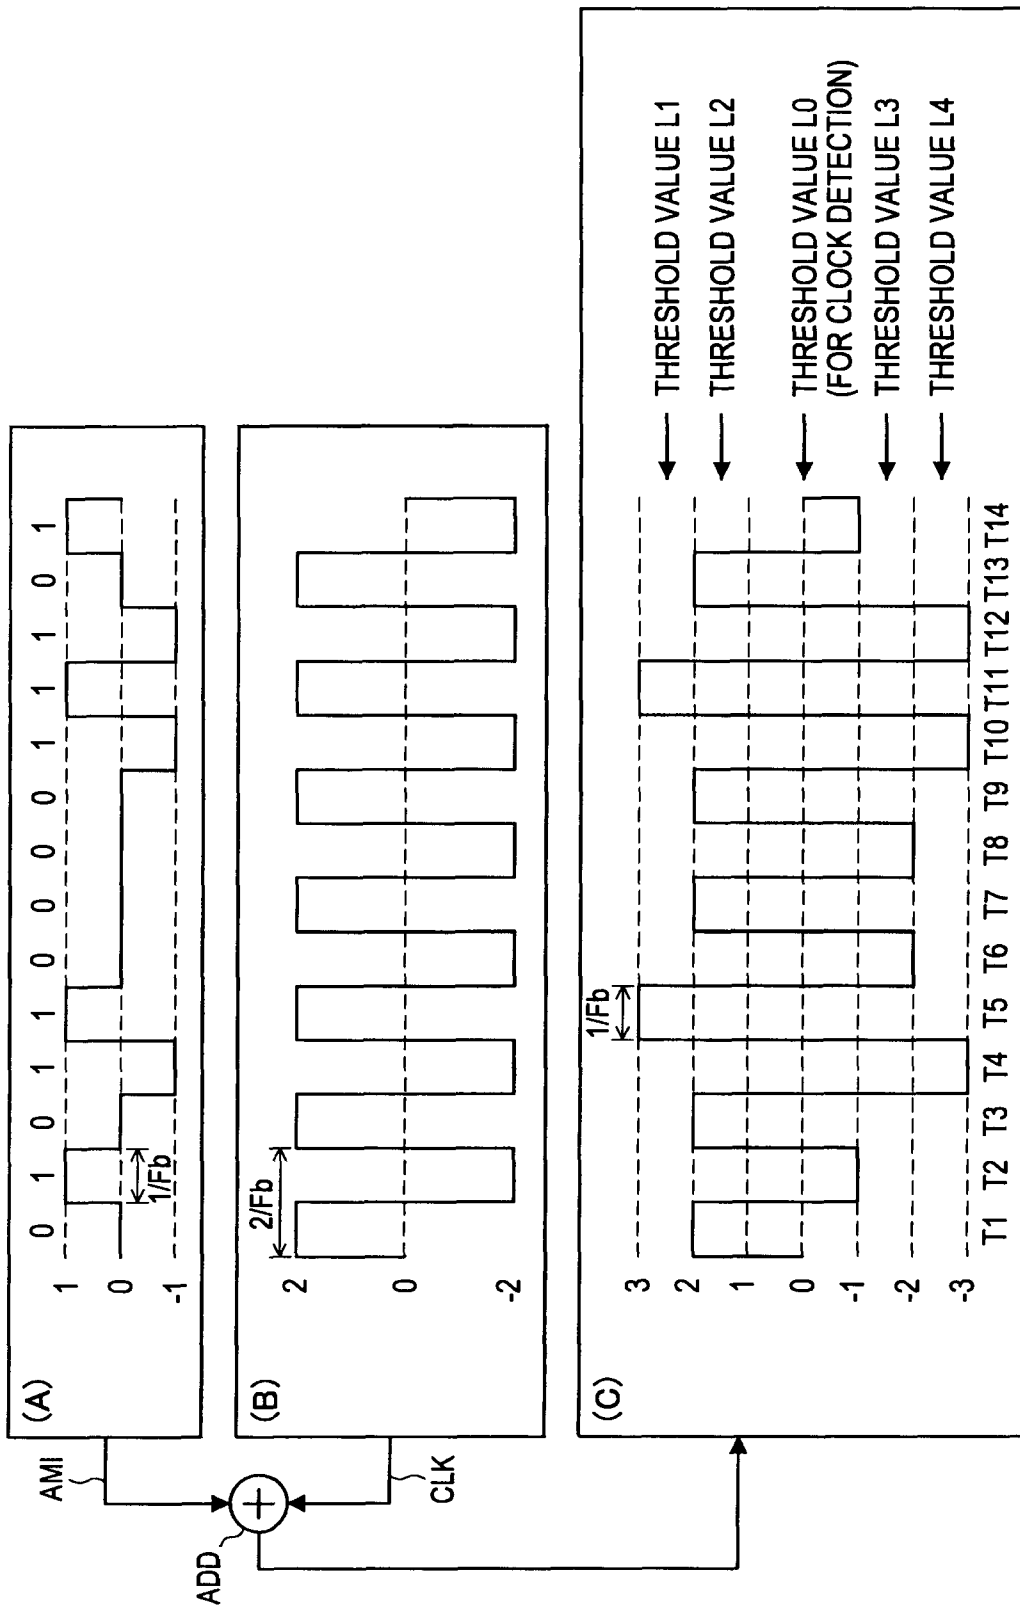 (A)
0 1 0 1 1 0 0 0 0 1 1 1 0 1
1
0
-1
1/Fb
AMI
ADD
CLK
(B)
2
0
-2
2/Fb
(C)
3
2
1
0
-1
-2
-3
1/Fb
T1 T2 T3 T4 T5 T6 T7 T8 T9 T10 T11 T12 T13 T14
THRESHOLD VALUE L1
THRESHOLD VALUE L2
THRESHOLD VALUE L0
(FOR CLOCK DETECTION)
THRESHOLD VALUE L3
THRESHOLD VALUE L4